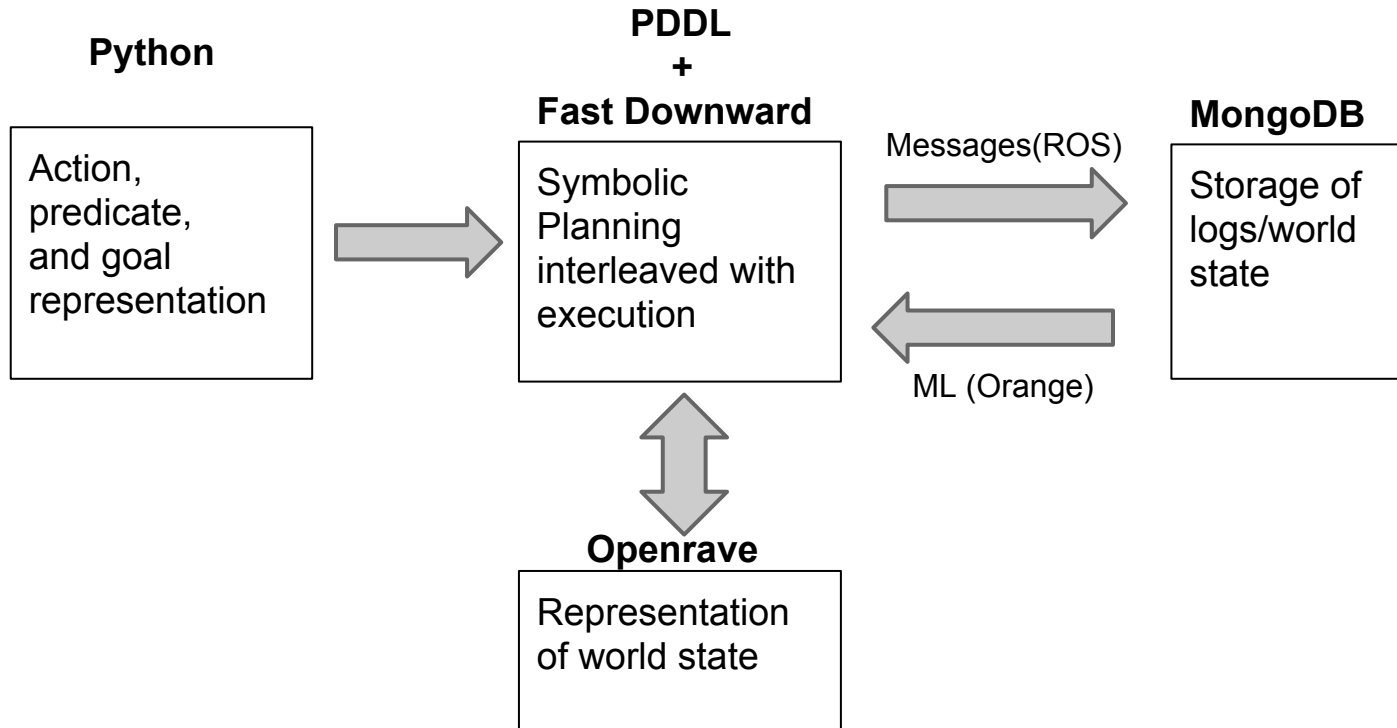 Python
Action,
predicate,
and goal
representation
PDDL
+
Fast Downward
Symbolic
Planning
interleaved with
execution
Messages(ROS)
ML (Orange)
MongoDB
Storage of
logs/world
state
Openrave
Representation
of world state